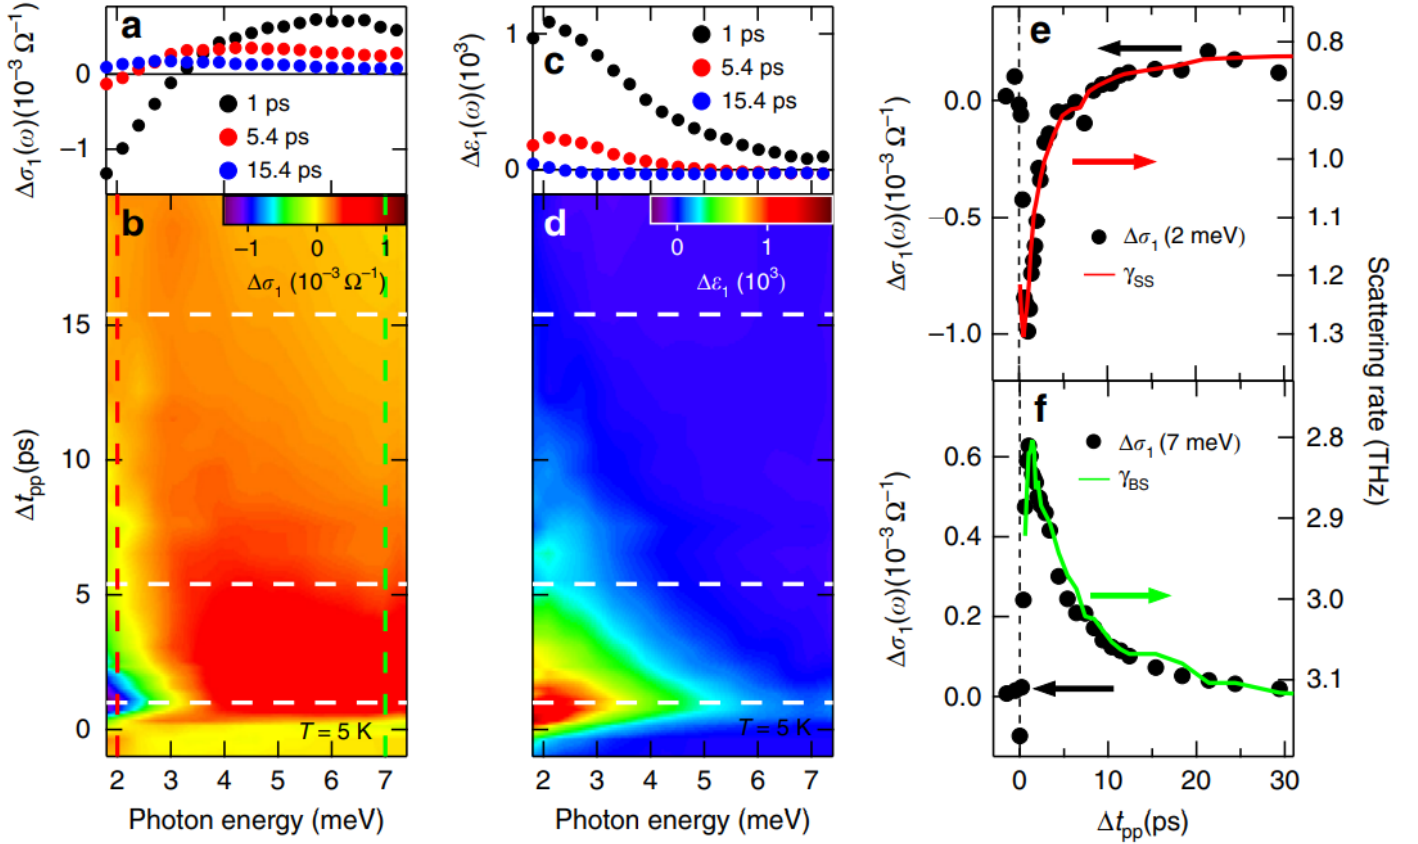 a
Δσ₁(ω)(10⁻³ Ω⁻¹)
0
−1
1 ps
5.4 ps
15.4 ps
b
−1 0 1
Δσ₁ (10⁻³ Ω⁻¹)
Δt_pp(ps)
15
10
5
0
T = 5 K
2 3 4 5 6 7
Photon energy (meV)
c
Δε₁(ω)(10³)
1
0
1 ps
5.4 ps
15.4 ps
d
0 1
Δε₁ (10³)
T = 5 K
2 3 4 5 6 7
Photon energy (meV)
e
Δσ₁(ω)(10⁻³ Ω⁻¹)
0.0
−0.5
−1.0
0.8
0.9
1.0
1.1
1.2
1.3
Δσ₁ (2 meV)
γ_SS
Scattering rate (THz)
f
Δσ₁(ω)(10⁻³ Ω⁻¹)
0.6
0.4
0.2
0.0
2.8
2.9
3.0
3.1
Δσ₁ (7 meV)
γ_BS
0 10 20 30
Δt_pp(ps)